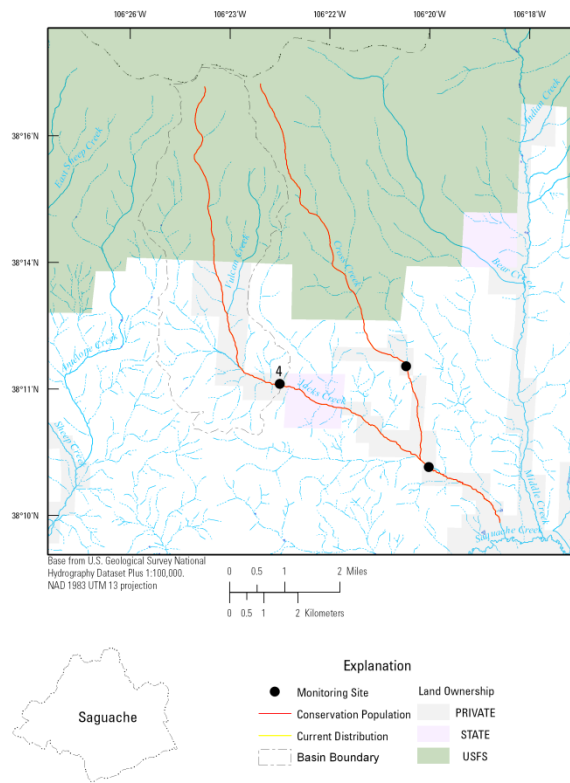 106°26'W
106°23'W
106°22'W
106°20'W
106°18'W
38°16'N
38°14'N
38°11'N
38°10'N
Indian Creek
East Sheep Creek
Cross Creek
Bear Creek
Antelope Creek
4
Jacks Creek
Sheep Creek
Middle Creek
Saguache Creek
Base from U.S. Geological Survey National
Hydrography Dataset Plus 1:100,000.
NAD 1983 UTM 13 projection
0 0.5 1 2 Miles
0 0.5 1 2 Kilometers
Saguache
Explanation
Monitoring Site
Conservation Population
Current Distribution
Basin Boundary
Land Ownership
PRIVATE
STATE
USFS